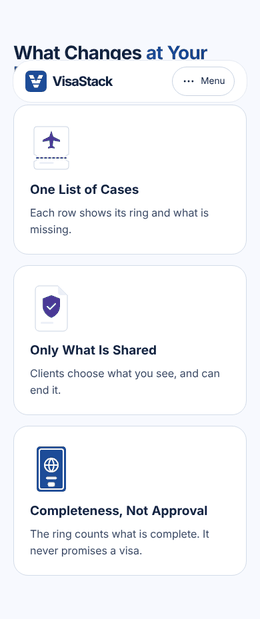 What Changes at Your
VisaStack
Menu
One List of Cases
Each row shows its ring and what is
missing.
Only What Is Shared
Clients choose what you see, and can
end it.
Completeness, Not Approval
The ring counts what is complete. It
never promises a visa.